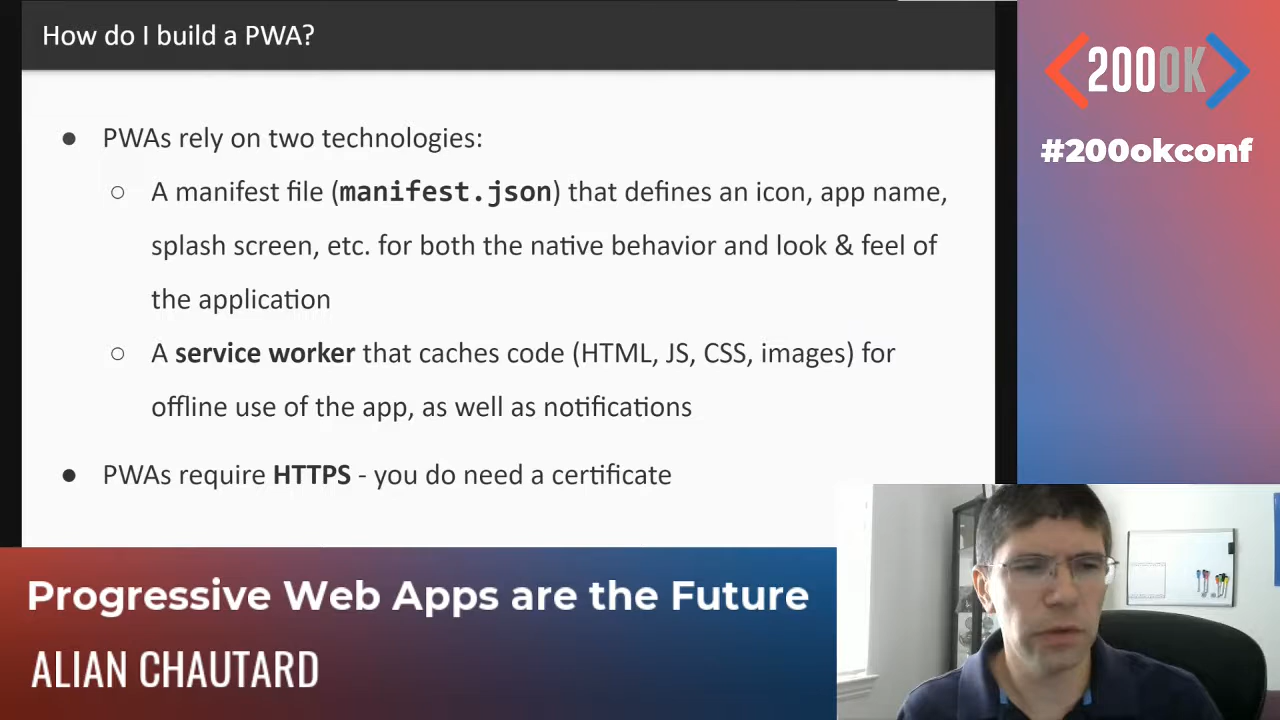 How do I build a PWA?
● PWAs rely on two technologies:
○ A manifest file (manifest.json) that defines an icon, app name,
splash screen, etc. for both the native behavior and look & feel of
the application
○ A service worker that caches code (HTML, JS, CSS, images) for
offline use of the app, as well as notifications
● PWAs require HTTPS - you do need a certificate
<200OK>
#200okconf
Progressive Web Apps are the Future
ALIAN CHAUTARD